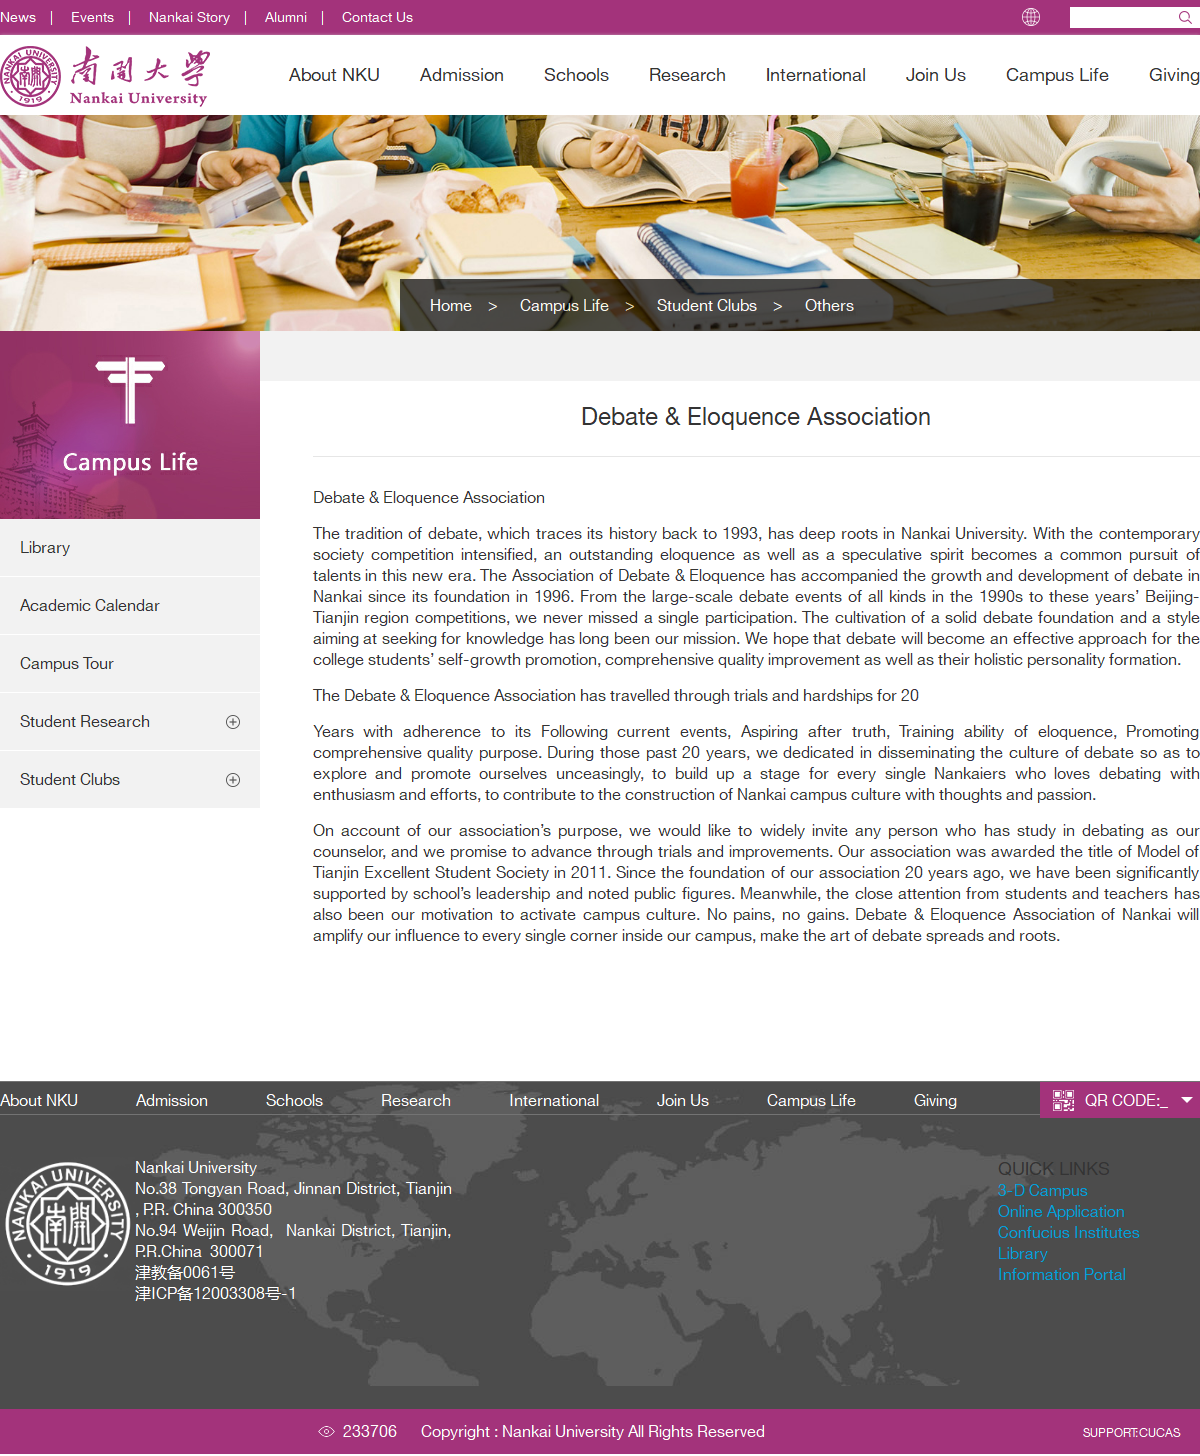 News | Events | Nankai Story | Alumni | Contact Us
NANKAI UNIVERSITY
南開
1919
南開大學
Nankai University
About NKU Admission Schools Research International Join Us Campus Life Giving
Home > Campus Life > Student Clubs > Others
Campus Life
Library
Academic Calendar
Campus Tour
Student Research
Student Clubs
Debate & Eloquence Association
Debate & Eloquence Association
The tradition of debate, which traces its history back to 1993, has deep roots in Nankai University. With the contemporary
society competition intensified, an outstanding eloquence as well as a speculative spirit becomes a common pursuit of
talents in this new era. The Association of Debate & Eloquence has accompanied the growth and development of debate in
Nankai since its foundation in 1996. From the large-scale debate events of all kinds in the 1990s to these years’ Beijing-
Tianjin region competitions, we never missed a single participation. The cultivation of a solid debate foundation and a style
aiming at seeking for knowledge has long been our mission. We hope that debate will become an effective approach for the
college students’ self-growth promotion, comprehensive quality improvement as well as their holistic personality formation.
The Debate & Eloquence Association has travelled through trials and hardships for 20
Years with adherence to its Following current events, Aspiring after truth, Training ability of eloquence, Promoting
comprehensive quality purpose. During those past 20 years, we dedicated in disseminating the culture of debate so as to
explore and promote ourselves unceasingly, to build up a stage for every single Nankaiers who loves debating with
enthusiasm and efforts, to contribute to the construction of Nankai campus culture with thoughts and passion.
On account of our association’s purpose, we would like to widely invite any person who has study in debating as our
counselor, and we promise to advance through trials and improvements. Our association was awarded the title of Model of
Tianjin Excellent Student Society in 2011. Since the foundation of our association 20 years ago, we have been significantly
supported by school’s leadership and noted public figures. Meanwhile, the close attention from students and teachers has
also been our motivation to activate campus culture. No pains, no gains. Debate & Eloquence Association of Nankai will
amplify our influence to every single corner inside our campus, make the art of debate spreads and roots.
About NKU Admission Schools Research International Join Us Campus Life Giving QR CODE:_
NANKAI UNIVERSITY
南開
1919
Nankai University
No.38 Tongyan Road, Jinnan District, Tianjin
, P.R. China 300350
No.94 Weijin Road, Nankai District, Tianjin,
P.R.China 300071
津教备0061号
津ICP备12003308号-1
QUICK LINKS
3-D Campus
Online Application
Confucius Institutes
Library
Information Portal
233706 Copyright : Nankai University All Rights Reserved
SUPPORT:CUCAS